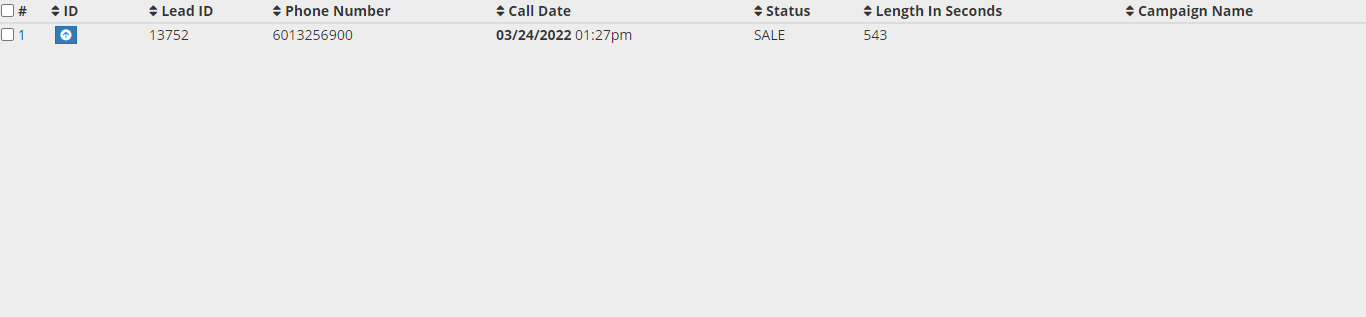 # ID Lead ID Phone Number Call Date Status Length In Seconds Campaign Name
1 13752 6013256900 03/24/2022 01:27pm SALE 543